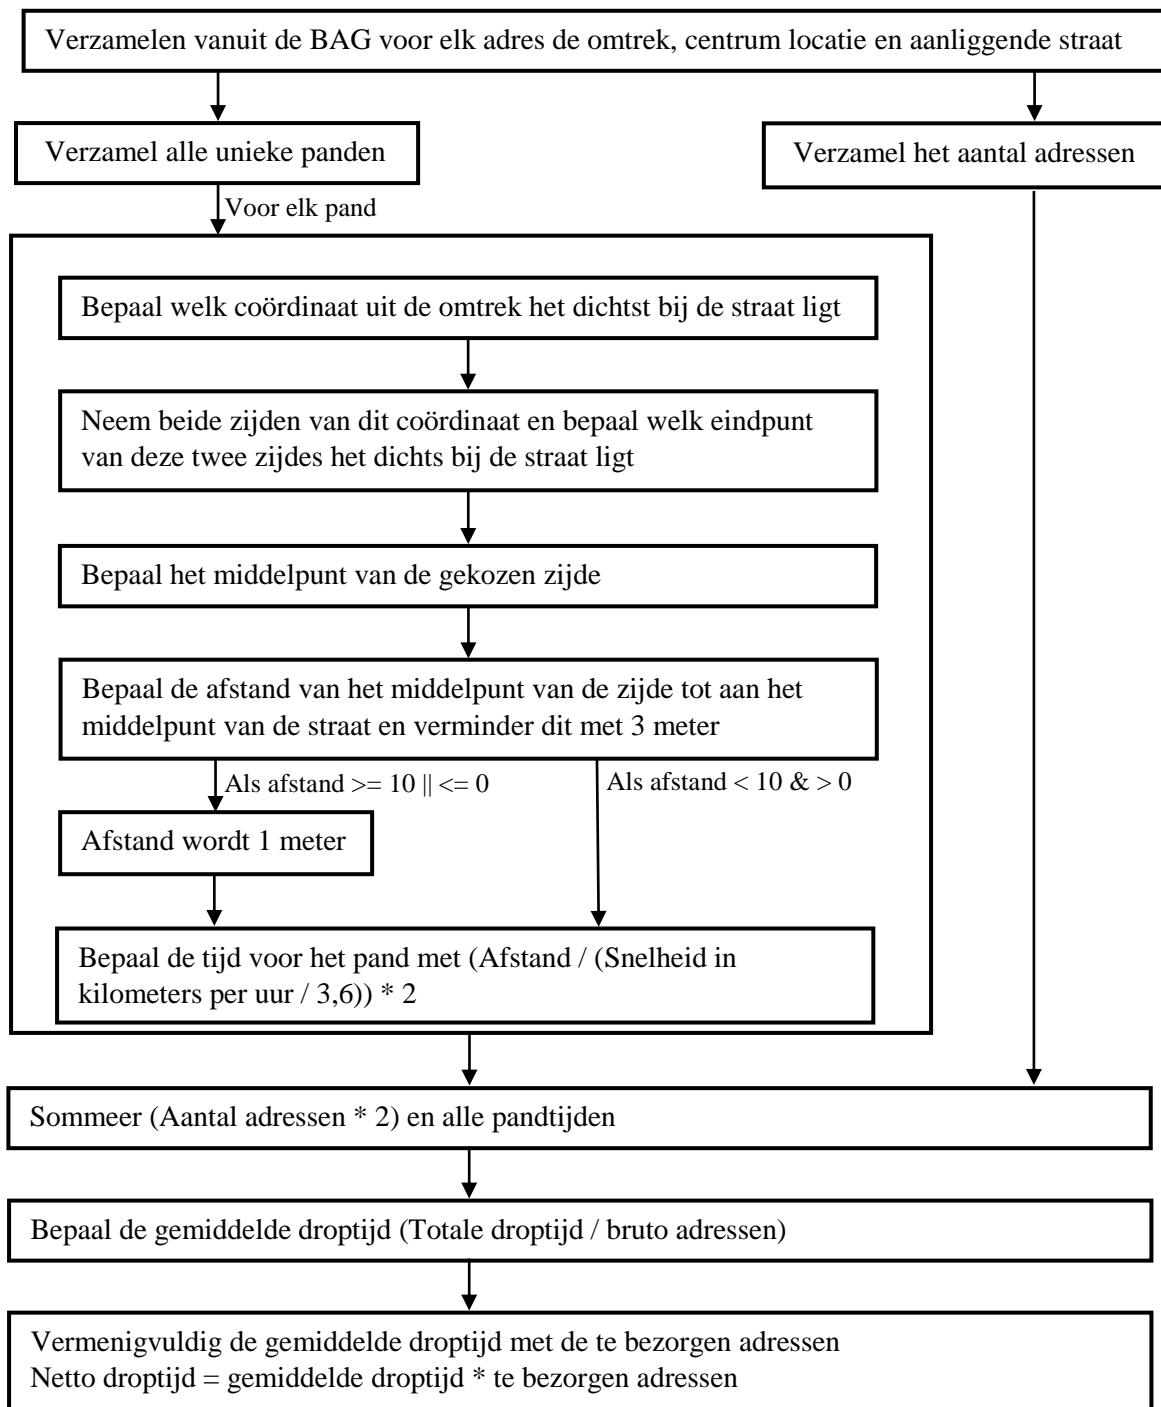 Verzamelen vanuit de BAG voor elk adres de omtrek, centrum locatie en aanliggende straat
Verzamel alle unieke panden
Verzamel het aantal adressen
Voor elk pand
Bepaal welk coördinaat uit de omtrek het dichtst bij de straat ligt
Neem beide zijden van dit coördinaat en bepaal welk eindpunt
van deze twee zijdes het dichts bij de straat ligt
Bepaal het middelpunt van de gekozen zijde
Bepaal de afstand van het middelpunt van de zijde tot aan het
middelpunt van de straat en verminder dit met 3 meter
Als afstand >= 10 || <= 0
Als afstand < 10 & > 0
Afstand wordt 1 meter
Bepaal de tijd voor het pand met (Afstand / (Snelheid in
kilometers per uur / 3,6)) * 2
Sommeer (Aantal adressen * 2) en alle pandtijden
Bepaal de gemiddelde droptijd (Totale droptijd / bruto adressen)
Vermenigvuldig de gemiddelde droptijd met de te bezorgen adressen
Netto droptijd = gemiddelde droptijd * te bezorgen adressen